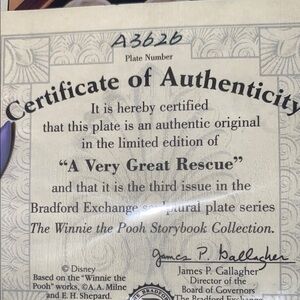 A3626
Plate Number
Certificate of Authenticity
It is hereby certified
that this plate is an authentic original
in the limited edition of
“A Very Great Rescue”
and that it is the third issue in the
Bradford Exchange sculptural plate series
The Winnie the Pooh Storybook Collection.
James P. Gallagher
© Disney
Based on the "Winnie the
Pooh" works, ©A. A. Milne
and E. H. Shepard.
BRADFORD
James P. Gallagher
Director of the
Board of Governors
The Bradford Exchange